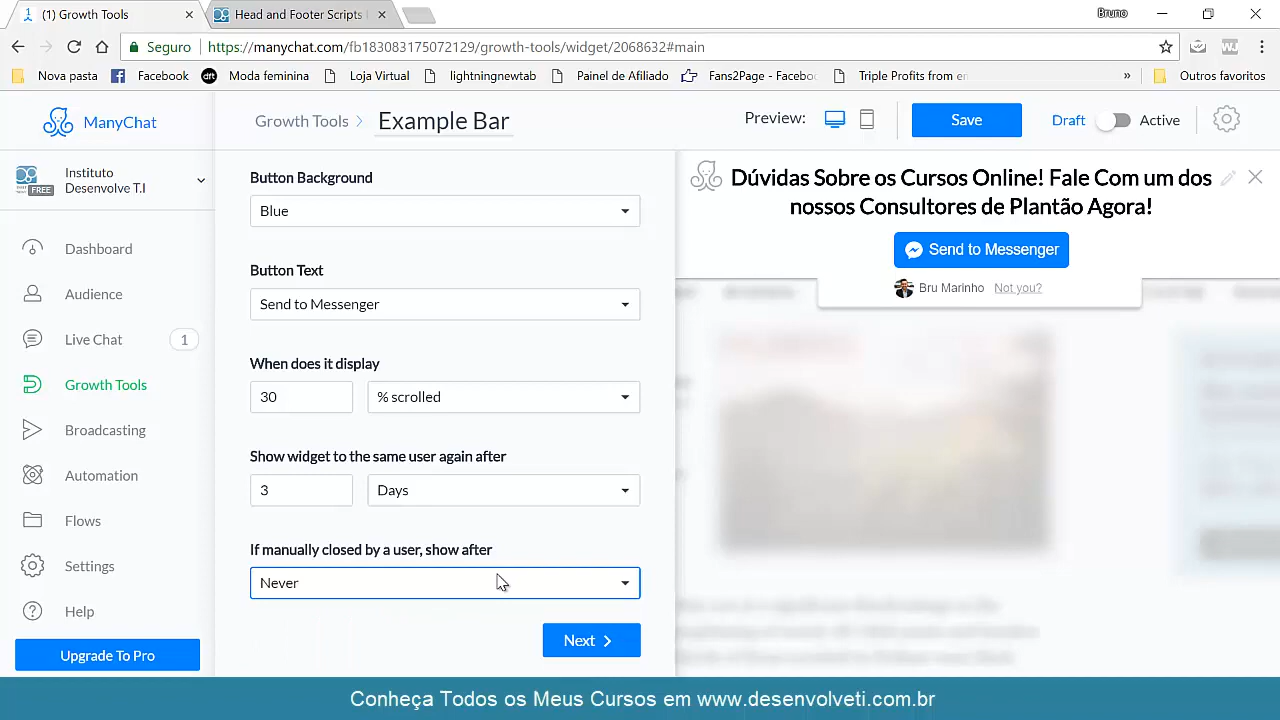 (1) Growth Tools
Head and Footer Scripts
Bruno
Seguro
https://manychat.com/fb183083175072129/growth-tools/widget/2068632#main
Nova pasta
Facebook
dft
Moda feminina
Loja Virtual
lightningnewtab
Painel de Afiliado
Fans2Page - Facebo
Triple Profits from e
»
Outros favoritos
ManyChat
Growth Tools
Example Bar
Preview:
Save
Draft
Active
Instituto
Desenvolve T.I
FREE
Dashboard
Audience
Live Chat
1
Growth Tools
Broadcasting
Automation
Flows
Settings
Help
Upgrade To Pro
Button Background
Blue
Button Text
Send to Messenger
When does it display
30
% scrolled
Show widget to the same user again after
3
Days
If manually closed by a user, show after
Never
Next
Dúvidas Sobre os Cursos Online! Fale Com um dos
nossos Consultores de Plantão Agora!
Send to Messenger
Bru Marinho Not you?
Conheça Todos os Meus Cursos em www.desenvolveti.com.br